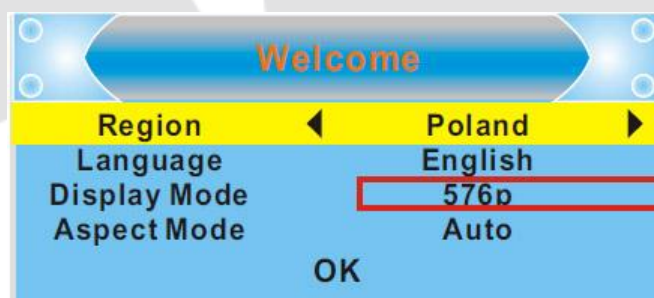 Welcome
Region Poland
Language English
Display Mode 576p
Aspect Mode Auto
OK